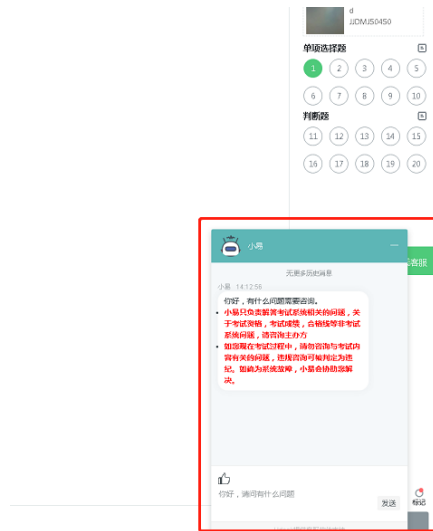 d
JJDMJS0450
单项选择题
1 2 3 4 5
6 7 8 9 10
判断题
11 12 13 14 15
16 17 18 19 20
小易
客服
无更多历史消息
小易 14:12:56
你好，有什么问题需要咨询。
• 小易只负责解答考试系统相关的问题，关
于考试资格，考试成绩，合格线等非考试
系统问题，请咨询主办方
• 如您现在考试过程中，请勿咨询与考试内
容有关的问题，违规咨询可被判定为违
纪。如确为系统故障，小易会协助您解
决。
你好，请问有什么问题
发送
标记